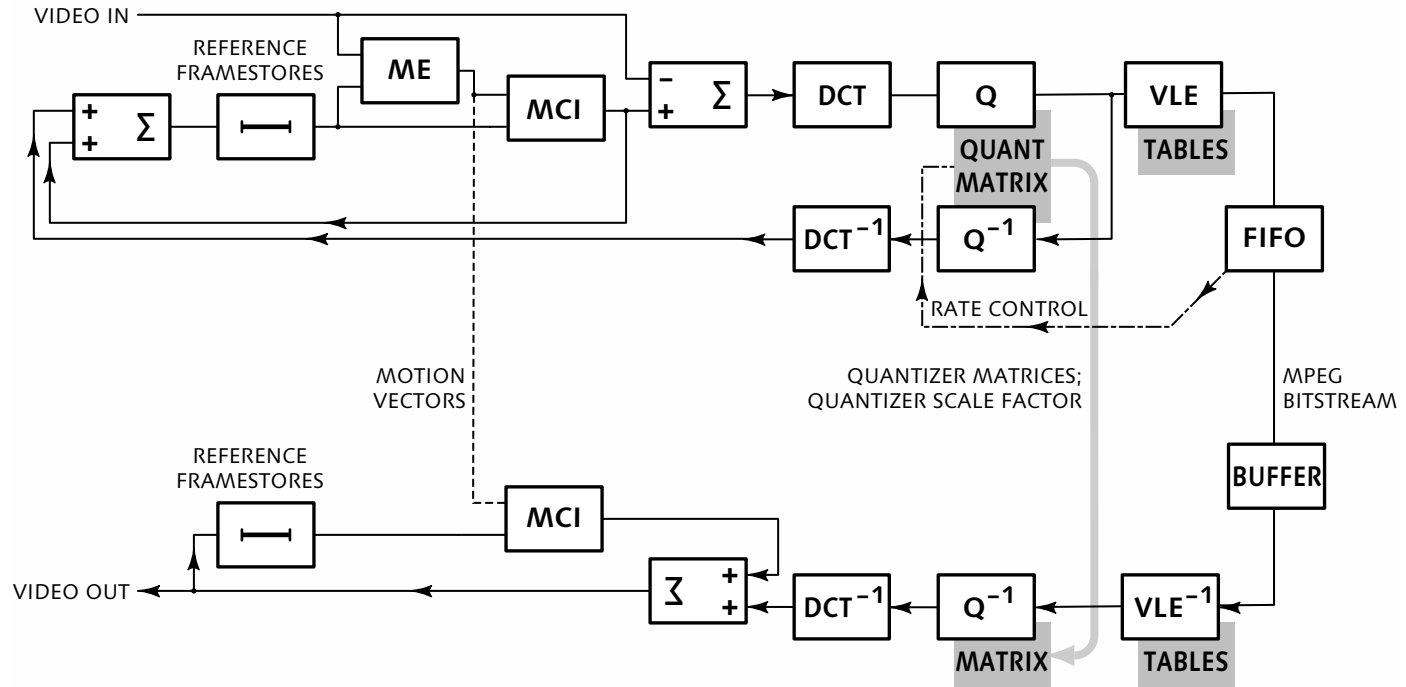 VIDEO IN
REFERENCE
FRAMESTORES
ME
MCI
+
+
Σ
−
+
Σ
DCT
Q
VLE
QUANT
MATRIX
TABLES
DCT⁻¹
Q⁻¹
FIFO
RATE CONTROL
MOTION
VECTORS
QUANTIZER MATRICES;
QUANTIZER SCALE FACTOR
MPEG
BITSTREAM
REFERENCE
FRAMESTORES
MCI
BUFFER
VIDEO OUT
Σ
+
+
DCT⁻¹
Q⁻¹
VLE⁻¹
MATRIX
TABLES